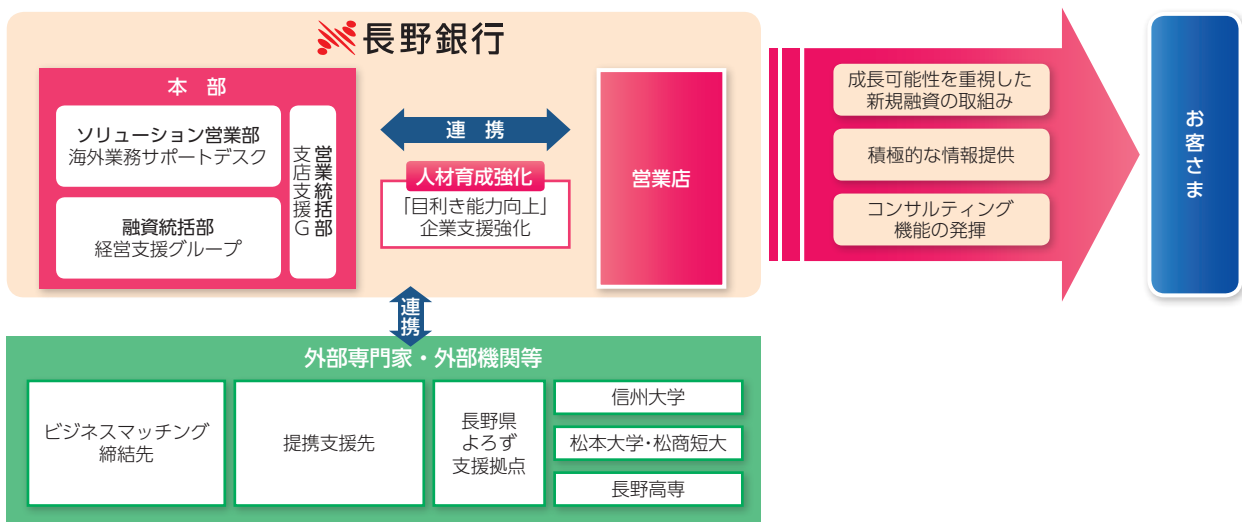 長野銀行
本部
ソリューション営業部
海外業務サポートデスク
融資統括部
経営支援グループ
営業統括部
支店支援G
連携
人材育成強化
「目利き能力向上」
企業支援強化
営業店
成長可能性を重視した
新規融資の取組み
積極的な情報提供
コンサルティング
機能の発揮
お客さま
連携
外部専門家・外部機関等
ビジネスマッチング
締結先
提携支援先
長野県
よろず
支援拠点
信州大学
松本大学・松商短大
長野高専